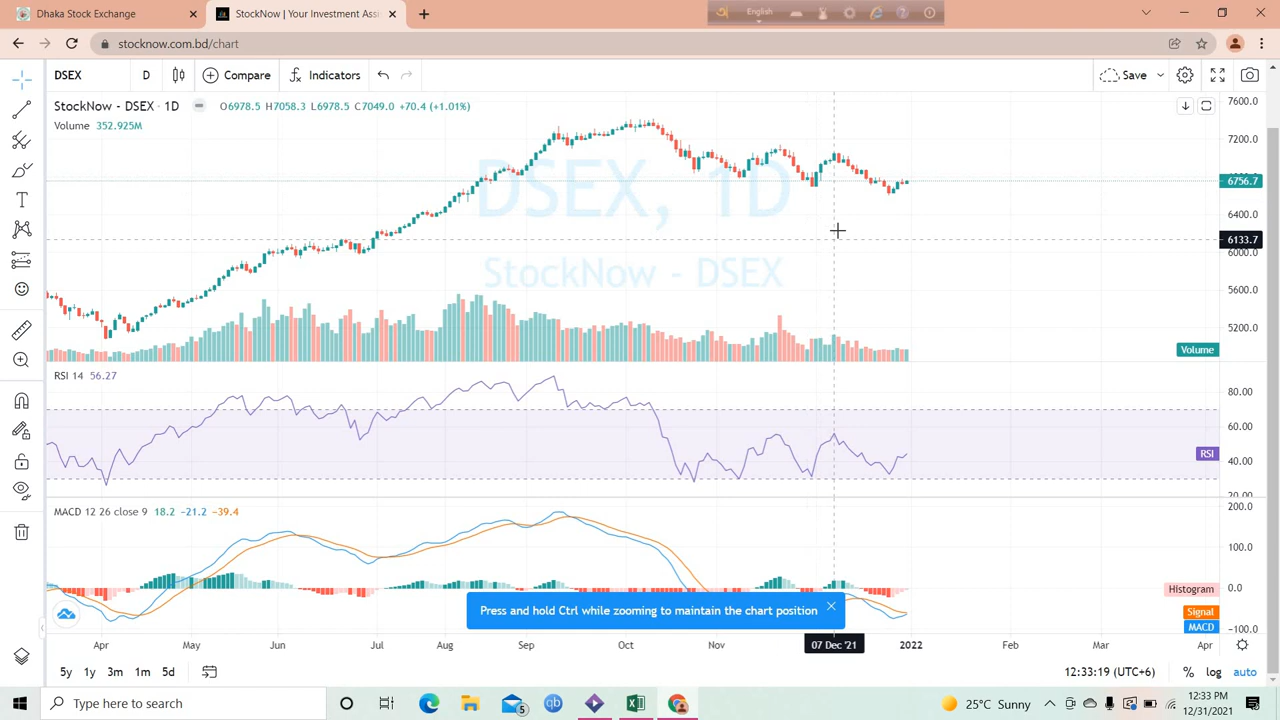 Dhaka Stock Exchange
StockNow | Your Investment Assi
English
stocknow.com.bd/chart
DSEX
D
Compare
Indicators
Save
StockNow - DSEX · 1D
O6978.5 H7058.3 L6978.5 C7049.0 +70.4 (+1.01%)
Volume 352.925M
DSEX, 1D
StockNow - DSEX
7600.0
7200.0
6756.7
6400.0
6133.7
6000.0
5600.0
5200.0
Volume
RSI 14 56.27
80.00
60.00
RSI
40.00
20.00
MACD 12 26 close 9 18.2 −21.2 −39.4
200.0
100.0
0.0
Histogram
Signal
MACD
−100.0
Press and hold Ctrl while zooming to maintain the chart position
Apr May Jun Jul Aug Sep Oct Nov 07 Dec '21 2022 Feb Mar Apr
5y 1y 3m 1m 5d
12:33:19 (UTC+6) % log auto
Type here to search
5
25°C Sunny
12:33 PM
12/31/2021